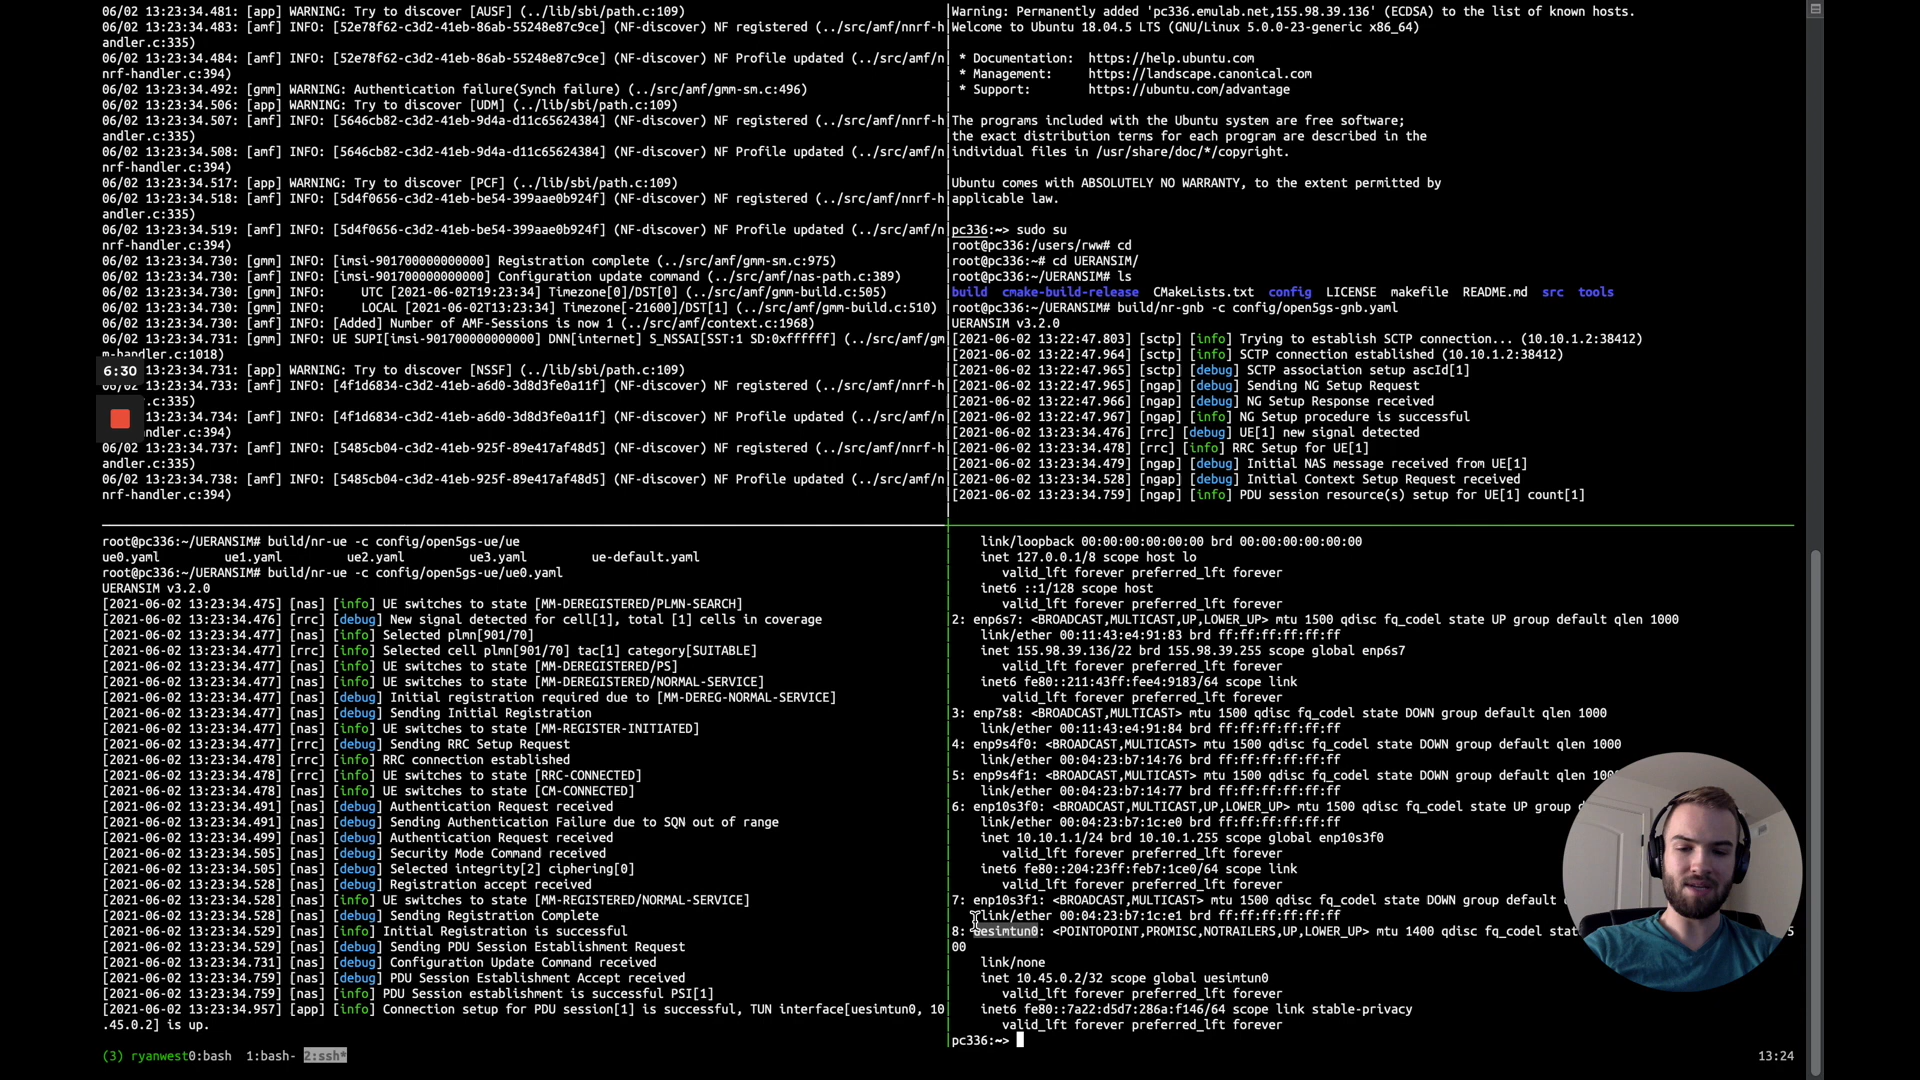 06/02 13:23:34.481: [app] WARNING: Try to discover [AUSF] (../lib/sbi/path.c:109)
06/02 13:23:34.483: [amf] INFO: [52e78f62-c3d2-41eb-86ab-55248e87c9ce] (NF-discover) NF registered (../src/amf/nnrf-h
andler.c:335)
06/02 13:23:34.484: [amf] INFO: [52e78f62-c3d2-41eb-86ab-55248e87c9ce] (NF-discover) NF Profile updated (../src/amf/n
nrf-handler.c:394)
06/02 13:23:34.492: [gmm] WARNING: Authentication failure(Synch failure) (../src/amf/gmm-sm.c:496)
06/02 13:23:34.506: [app] WARNING: Try to discover [UDM] (../lib/sbi/path.c:109)
06/02 13:23:34.507: [amf] INFO: [5646cb82-c3d2-41eb-9d4a-d11c65624384] (NF-discover) NF registered (../src/amf/nnrf-h
andler.c:335)
06/02 13:23:34.508: [amf] INFO: [5646cb82-c3d2-41eb-9d4a-d11c65624384] (NF-discover) NF Profile updated (../src/amf/n
nrf-handler.c:394)
06/02 13:23:34.517: [app] WARNING: Try to discover [PCF] (../lib/sbi/path.c:109)
06/02 13:23:34.518: [amf] INFO: [5d4f0656-c3d2-41eb-be54-399aae0b924f] (NF-discover) NF registered (../src/amf/nnrf-h
andler.c:335)
06/02 13:23:34.519: [amf] INFO: [5d4f0656-c3d2-41eb-be54-399aae0b924f] (NF-discover) NF Profile updated (../src/amf/n
nrf-handler.c:394)
06/02 13:23:34.730: [gmm] INFO: [imsi-901700000000000] Registration complete (../src/amf/gmm-sm.c:975)
06/02 13:23:34.730: [amf] INFO: [imsi-901700000000000] Configuration update command (../src/amf/nas-path.c:389)
06/02 13:23:34.730: [gmm] INFO:     UTC [2021-06-02T19:23:34] Timezone[0]/DST[0] (../src/amf/gmm-build.c:505)
06/02 13:23:34.730: [gmm] INFO:     LOCAL [2021-06-02T13:23:34] Timezone[-21600]/DST[1] (../src/amf/gmm-build.c:510)
06/02 13:23:34.730: [amf] INFO: [Added] Number of AMF-Sessions is now 1 (../src/amf/context.c:1968)
06/02 13:23:34.731: [gmm] INFO: UE SUPI[imsi-901700000000000] DNN[internet] S_NSSAI[SST:1 SD:0xffffff] (../src/amf/gm
m-handler.c:1018)
13:23:34.731: [app] WARNING: Try to discover [NSSF] (../lib/sbi/path.c:109)
6:30
06/02 13:23:34.733: [amf] INFO: [4f1d6834-c3d2-41eb-a6d0-3d8d3fe0a11f] (NF-discover) NF registered (../src/amf/nnrf-h
.c:335)
13:23:34.734: [amf] INFO: [4f1d6834-c3d2-41eb-a6d0-3d8d3fe0a11f] (NF-discover) NF Profile updated (../src/amf/n
ndler.c:394)
06/02 13:23:34.737: [amf] INFO: [5485cb04-c3d2-41eb-925f-89e417af48d5] (NF-discover) NF registered (../src/amf/nnrf-h
andler.c:335)
06/02 13:23:34.738: [amf] INFO: [5485cb04-c3d2-41eb-925f-89e417af48d5] (NF-discover) NF Profile updated (../src/amf/n
nrf-handler.c:394)
Warning: Permanently added 'pc336.emulab.net,155.98.39.136' (ECDSA) to the list of known hosts.
Welcome to Ubuntu 18.04.5 LTS (GNU/Linux 5.0.0-23-generic x86_64)
* Documentation:  https://help.ubuntu.com
* Management:     https://landscape.canonical.com
* Support:        https://ubuntu.com/advantage
The programs included with the Ubuntu system are free software;
the exact distribution terms for each program are described in the
individual files in /usr/share/doc/*/copyright.
Ubuntu comes with ABSOLUTELY NO WARRANTY, to the extent permitted by
applicable law.
pc336:~> sudo su
root@pc336:/users/rww# cd
root@pc336:~# cd UERANSIM/
root@pc336:~/UERANSIM# ls
build  cmake-build-release  CMakeLists.txt  config  LICENSE  makefile  README.md  src  tools
root@pc336:~/UERANSIM# build/nr-gnb -c config/open5gs-gnb.yaml
UERANSIM v3.2.0
[2021-06-02 13:22:47.803] [sctp] [info] Trying to establish SCTP connection... (10.10.1.2:38412)
[2021-06-02 13:22:47.964] [sctp] [info] SCTP connection established (10.10.1.2:38412)
[2021-06-02 13:22:47.965] [sctp] [debug] SCTP association setup ascId[1]
[2021-06-02 13:22:47.965] [ngap] [debug] Sending NG Setup Request
[2021-06-02 13:22:47.966] [ngap] [debug] NG Setup Response received
[2021-06-02 13:22:47.967] [ngap] [info] NG Setup procedure is successful
[2021-06-02 13:23:34.476] [rrc] [debug] UE[1] new signal detected
[2021-06-02 13:23:34.478] [rrc] [info] RRC Setup for UE[1]
[2021-06-02 13:23:34.479] [ngap] [debug] Initial NAS message received from UE[1]
[2021-06-02 13:23:34.528] [ngap] [debug] Initial Context Setup Request received
[2021-06-02 13:23:34.759] [ngap] [info] PDU session resource(s) setup for UE[1] count[1]
root@pc336:~/UERANSIM# build/nr-ue -c config/open5gs-ue/ue
ue0.yaml         ue1.yaml         ue2.yaml         ue3.yaml         ue-default.yaml
root@pc336:~/UERANSIM# build/nr-ue -c config/open5gs-ue/ue0.yaml
UERANSIM v3.2.0
[2021-06-02 13:23:34.475] [nas] [info] UE switches to state [MM-DEREGISTERED/PLMN-SEARCH]
[2021-06-02 13:23:34.476] [rrc] [debug] New signal detected for cell[1], total [1] cells in coverage
[2021-06-02 13:23:34.477] [nas] [info] Selected plmn[901/70]
[2021-06-02 13:23:34.477] [rrc] [info] Selected cell plmn[901/70] tac[1] category[SUITABLE]
[2021-06-02 13:23:34.477] [nas] [info] UE switches to state [MM-DEREGISTERED/PS]
[2021-06-02 13:23:34.477] [nas] [info] UE switches to state [MM-DEREGISTERED/NORMAL-SERVICE]
[2021-06-02 13:23:34.477] [nas] [debug] Initial registration required due to [MM-DEREG-NORMAL-SERVICE]
[2021-06-02 13:23:34.477] [nas] [debug] Sending Initial Registration
[2021-06-02 13:23:34.477] [nas] [info] UE switches to state [MM-REGISTER-INITIATED]
[2021-06-02 13:23:34.477] [rrc] [debug] Sending RRC Setup Request
[2021-06-02 13:23:34.478] [rrc] [info] RRC connection established
[2021-06-02 13:23:34.478] [rrc] [info] UE switches to state [RRC-CONNECTED]
[2021-06-02 13:23:34.478] [nas] [info] UE switches to state [CM-CONNECTED]
[2021-06-02 13:23:34.491] [nas] [debug] Authentication Request received
[2021-06-02 13:23:34.491] [nas] [debug] Sending Authentication Failure due to SQN out of range
[2021-06-02 13:23:34.499] [nas] [debug] Authentication Request received
[2021-06-02 13:23:34.505] [nas] [debug] Security Mode Command received
[2021-06-02 13:23:34.505] [nas] [debug] Selected integrity[2] ciphering[0]
[2021-06-02 13:23:34.528] [nas] [debug] Registration accept received
[2021-06-02 13:23:34.528] [nas] [info] UE switches to state [MM-REGISTERED/NORMAL-SERVICE]
[2021-06-02 13:23:34.528] [nas] [debug] Sending Registration Complete
[2021-06-02 13:23:34.529] [nas] [info] Initial Registration is successful
[2021-06-02 13:23:34.529] [nas] [debug] Sending PDU Session Establishment Request
[2021-06-02 13:23:34.731] [nas] [debug] Configuration Update Command received
[2021-06-02 13:23:34.759] [nas] [debug] PDU Session Establishment Accept received
[2021-06-02 13:23:34.759] [nas] [info] PDU Session establishment is successful PSI[1]
[2021-06-02 13:23:34.957] [app] [info] Connection setup for PDU session[1] is successful, TUN interface[uesimtun0, 10
.45.0.2] is up.
link/loopback 00:00:00:00:00:00 brd 00:00:00:00:00:00
inet 127.0.0.1/8 scope host lo
valid_lft forever preferred_lft forever
inet6 ::1/128 scope host
valid_lft forever preferred_lft forever
2: enp6s7: <BROADCAST,MULTICAST,UP,LOWER_UP> mtu 1500 qdisc fq_codel state UP group default qlen 1000
link/ether 00:11:43:e4:91:83 brd ff:ff:ff:ff:ff:ff
inet 155.98.39.136/22 brd 155.98.39.255 scope global enp6s7
valid_lft forever preferred_lft forever
inet6 fe80::211:43ff:fee4:9183/64 scope link
valid_lft forever preferred_lft forever
3: enp7s8: <BROADCAST,MULTICAST> mtu 1500 qdisc fq_codel state DOWN group default qlen 1000
link/ether 00:11:43:e4:91:84 brd ff:ff:ff:ff:ff:ff
4: enp9s4f0: <BROADCAST,MULTICAST> mtu 1500 qdisc fq_codel state DOWN group default qlen 1000
link/ether 00:04:23:b7:14:76 brd ff:ff:ff:ff:ff:ff
5: enp9s4f1: <BROADCAST,MULTICAST> mtu 1500 qdisc fq_codel state DOWN group default qlen
link/ether 00:04:23:b7:14:77 brd ff:ff:ff:ff:ff:ff
6: enp10s3f0: <BROADCAST,MULTICAST,UP,LOWER_UP> mtu 1500 qdisc fq_codel state UP group
link/ether 00:04:23:b7:1c:e0 brd ff:ff:ff:ff:ff:ff
inet 10.10.1.1/24 brd 10.10.1.255 scope global enp10s3f0
valid_lft forever preferred_lft forever
inet6 fe80::204:23ff:feb7:1ce0/64 scope link
valid_lft forever preferred_lft forever
7: enp10s3f1: <BROADCAST,MULTICAST> mtu 1500 qdisc fq_codel state DOWN group default
link/ether 00:04:23:b7:1c:e1 brd ff:ff:ff:ff:ff:ff
8: uesimtun0: <POINTOPOINT,PROMISC,NOTRAILERS,UP,LOWER_UP> mtu 1400 qdisc fq_codel stat 5
00
link/none
inet 10.45.0.2/32 scope global uesimtun0
valid_lft forever preferred_lft forever
inet6 fe80::7a22:d5d7:286a:f146/64 scope link stable-privacy
valid_lft forever preferred_lft forever
pc336:~>
(3) ryanwest0:bash  1:bash- 2:ssh* 13:24